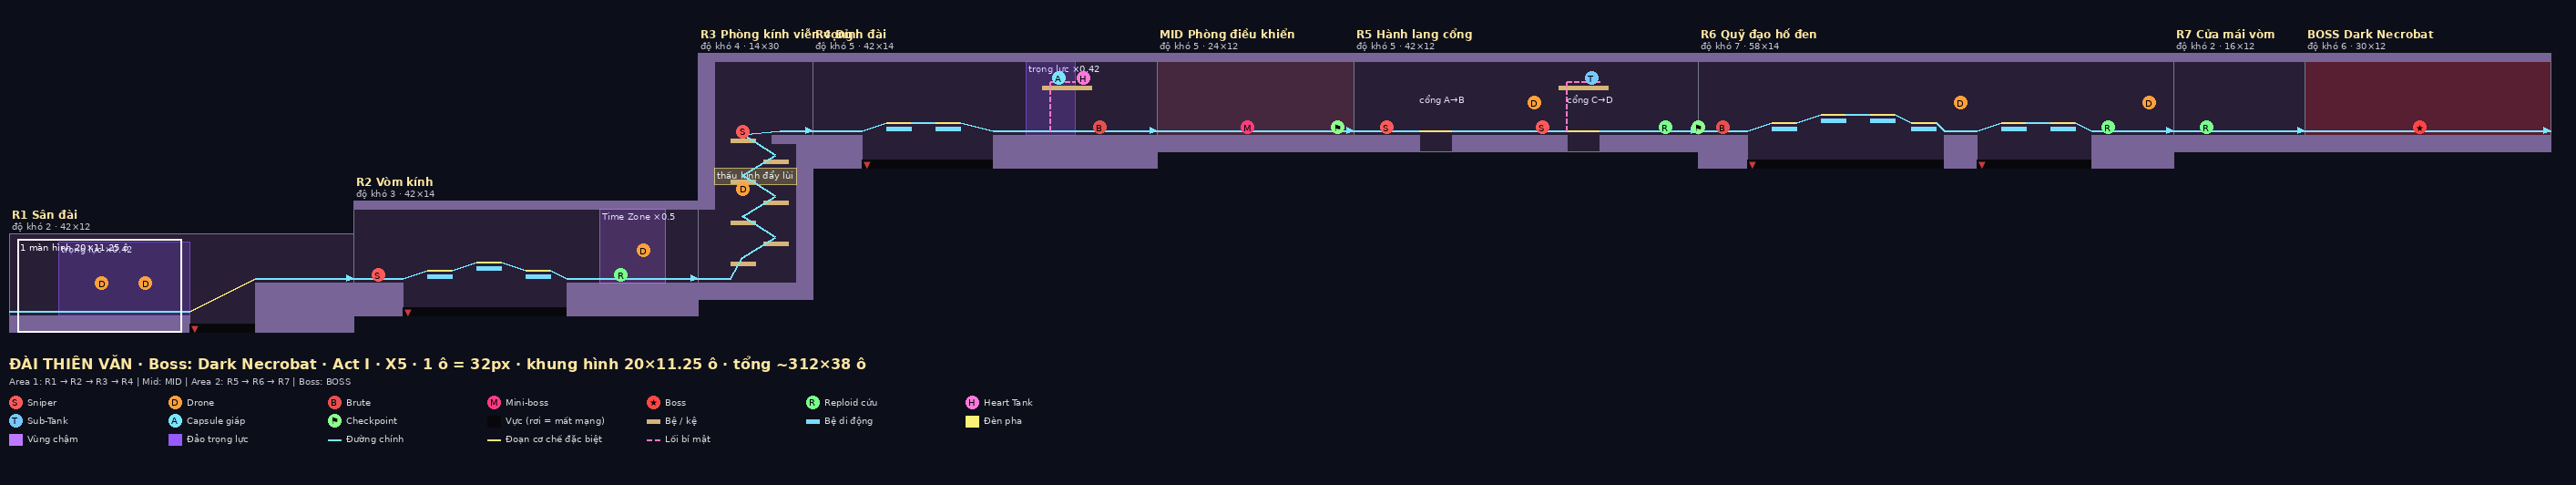 R3 Phòng kính viễn vọng
độ khó 4 · 14×30
R4 Đỉnh đài
độ khó 5 · 42×14
MID Phòng điều khiển
độ khó 5 · 24×12
R5 Hành lang cổng
độ khó 5 · 42×12
R6 Quỹ đạo hố đen
độ khó 7 · 58×14
R7 Cửa mái vòm
độ khó 2 · 16×12
BOSS Dark Necrobat
độ khó 6 · 30×12
trọng lực ×0.42
A
H
T
cổng A→B
D
cổng C→D
D
D
S
B
M
⚑
S
S
R
⚑
B
R
R
★
thấu kính đẩy lùi
D
R2 Vòm kính
độ khó 3 · 42×14
R1 Sân đài
độ khó 2 · 42×12
Time Zone ×0.5
1 màn hình 20×11.25 ô
trọng lực ×0.42
D
D
D
S
R
ĐÀI THIÊN VĂN · Boss: Dark Necrobat · Act I · X5 · 1 ô = 32px · khung hình 20×11.25 ô · tổng ~312×38 ô
Area 1: R1 → R2 → R3 → R4 | Mid: MID | Area 2: R5 → R6 → R7 | Boss: BOSS
S Sniper
D Drone
B Brute
M Mini-boss
★ Boss
R Reploid cứu
H Heart Tank
T Sub-Tank
A Capsule giáp
⚑ Checkpoint
Vực (rơi = mất mạng)
Bệ / kệ
Bệ di động
Đèn pha
Vùng chậm
Đảo trọng lực
Đường chính
Đoạn cơ chế đặc biệt
Lối bí mật